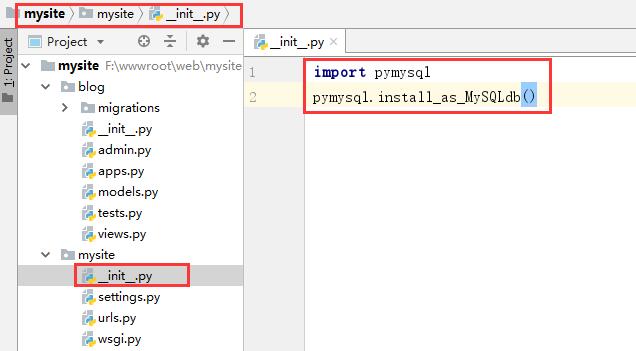 mysite mysite __init__.py
1: Project
Project
__init__.py
mysite F:\wwwroot\web\mysite
blog
migrations
__init__.py
admin.py
apps.py
models.py
tests.py
views.py
mysite
__init__.py
settings.py
urls.py
wsgi.py
1 import pymysql
2 pymysql.install_as_MySQLdb()